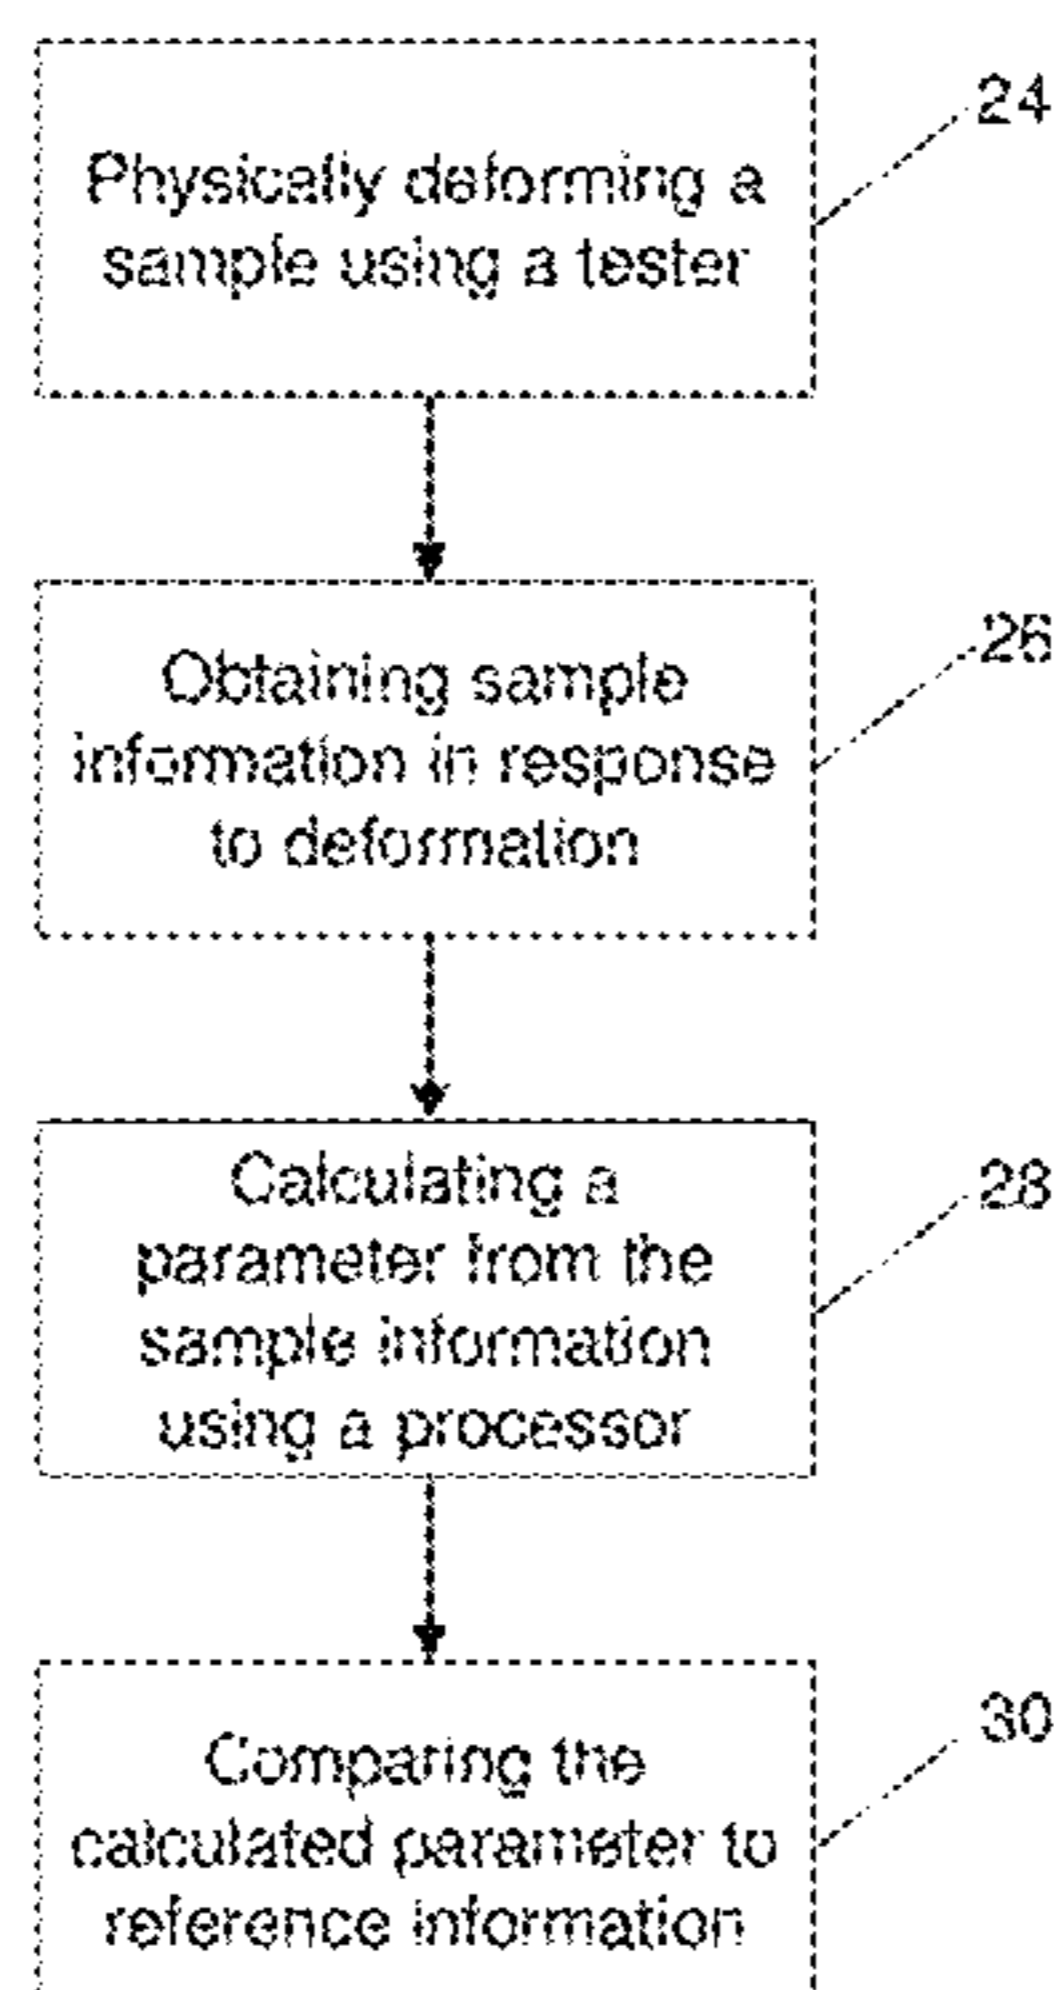 Physically deforming a
sample using a tester
24
Obtaining sample
information in response
to deformation
26
Calculating a
parameter from the
sample information
using a processor
28
Comparing the
calculated parameter to
reference information
30